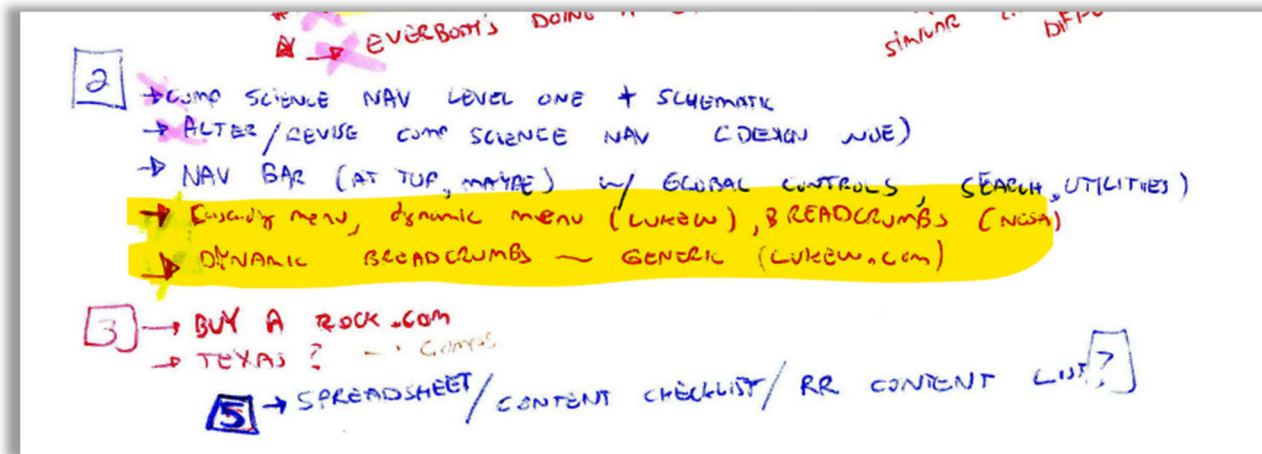 → EVERBODY'S DOING A
SIMILAR
2
→ COMP SCIENCE NAV LEVEL ONE + SCHEMATIC
→ ALTER/REVISE COMP SCIENCE NAV (DESIGN NUE)
→ NAV BAR (AT TOP, MAYBE) w/ GLOBAL CONTROLS, SEARCH, UTILITIES)
→ Cascading menu, dynamic menu (LUKEW), BREADCRUMBS (NCSA)
→ DYNAMIC BREADCRUMBS — GENERIC (LUKEW.com)
3 → BUY A ROCK.COM
→ TEXAS? — COMPS
5 → SPREADSHEET/CONTENT CHECKLIST/RR CONTENT LIST?